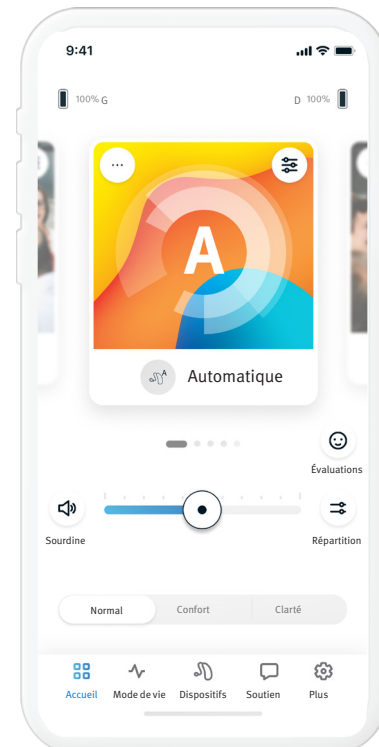 9:41
100% G
D 100%
A
A
Automatique
Évaluations
Sourdine
Répartition
Normal Confort Clarté
Accueil Mode de vie Dispositifs Soutien Plus